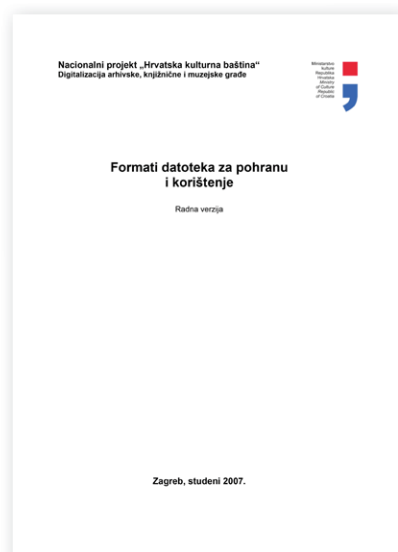 Nacionalni projekt „Hrvatska kulturna baština“
Digitalizacija arhivske, knjižnične i muzejske građe
Ministarstvo
kulture
Republike
Hrvatske
Ministry
of Culture
Republic
of Croatia
Formati datoteka za pohranu
i korištenje
Radna verzija
Zagreb, studeni 2007.